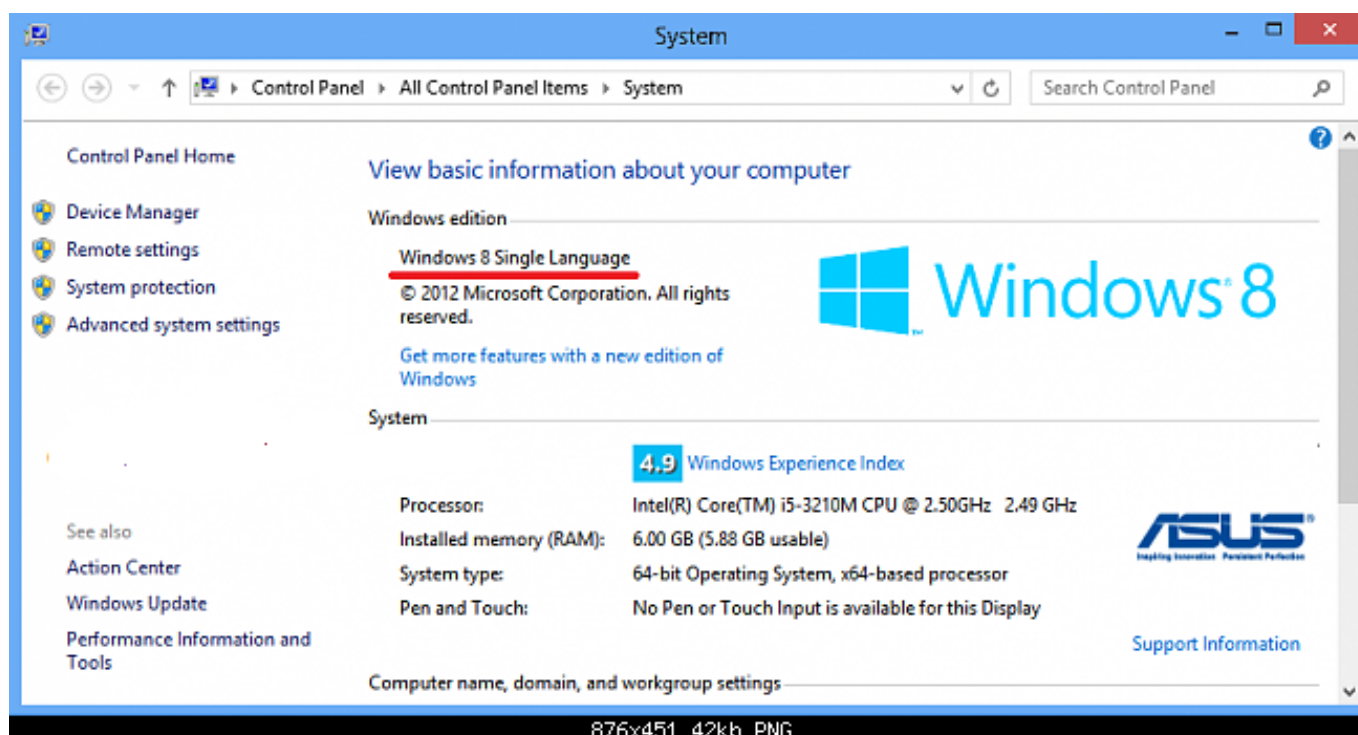 System
Control Panel All Control Panel Items System
Search Control Panel
Control Panel Home
Device Manager
Remote settings
System protection
Advanced system settings
See also
Action Center
Windows Update
Performance Information and
Tools
View basic information about your computer
Windows edition
Windows 8 Single Language
© 2012 Microsoft Corporation. All rights
reserved.
Get more features with a new edition of
Windows
Windows® 8
System
4.9 Windows Experience Index
Processor: Intel(R) Core(TM) i5-3210M CPU @ 2.50GHz 2.49 GHz
Installed memory (RAM): 6.00 GB (5.88 GB usable)
System type: 64-bit Operating System, x64-based processor
Pen and Touch: No Pen or Touch Input is available for this Display
ASUS®
Inspiring Innovation Persistent Perfection
Support Information
Computer name, domain, and workgroup settings
876x451 42kb PNG